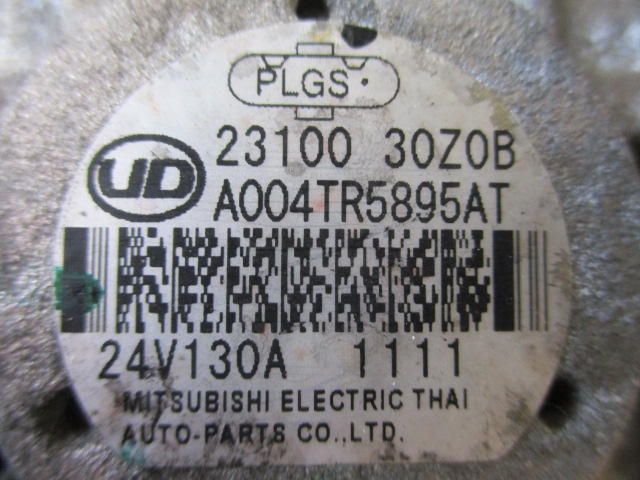 PLGS
UD
23100 30Z0B
A004TR5895AT
24V130A 1111
MITSUBISHI ELECTRIC THAI
AUTO-PARTS CO.,LTD.